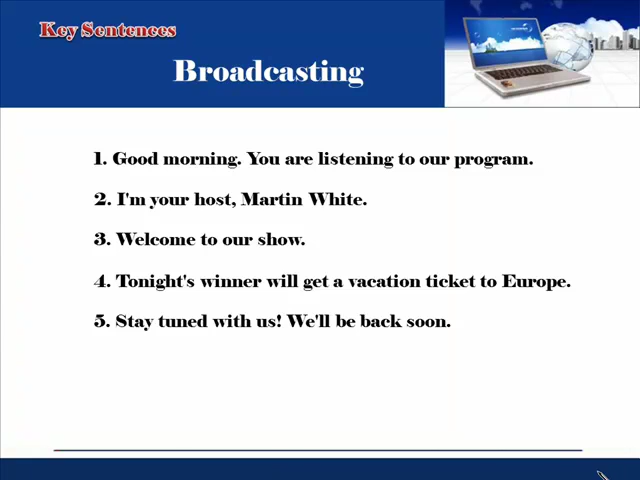 Key Sentences
Broadcasting
1. Good morning. You are listening to our program.
2. I'm your host, Martin White.
3. Welcome to our show.
4. Tonight's winner will get a vacation ticket to Europe.
5. Stay tuned with us! We'll be back soon.